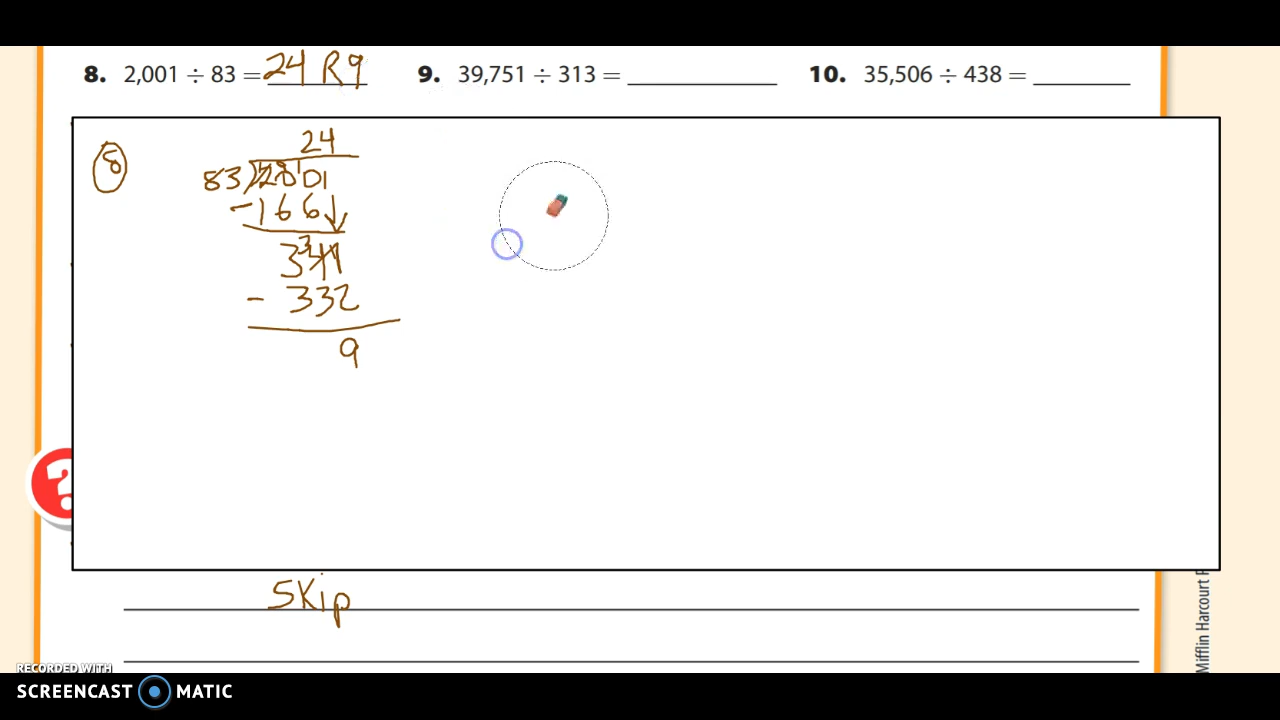 8. 2,001 ÷ 83 = 24 R9 9. 39,751 ÷ 313 = 10. 35,506 ÷ 438 =
8
24
83 2001
- 166
341
- 332
9
?
Skip
Mifflin Harcourt
RECORDED WITH
SCREENCAST MATIC